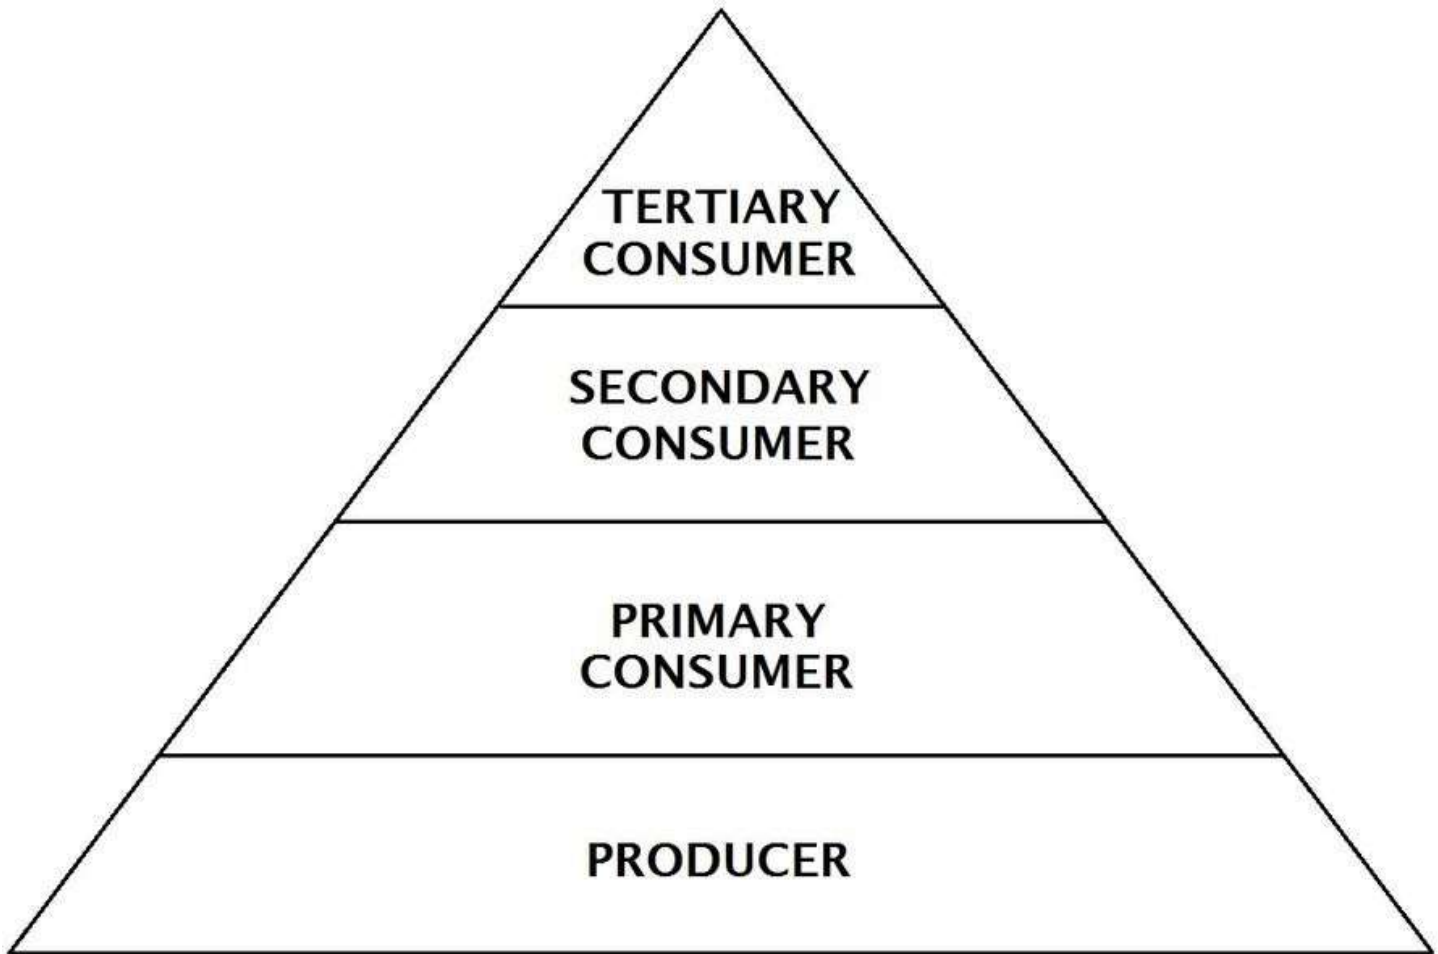 TERTIARY
CONSUMER
SECONDARY
CONSUMER
PRIMARY
CONSUMER
PRODUCER